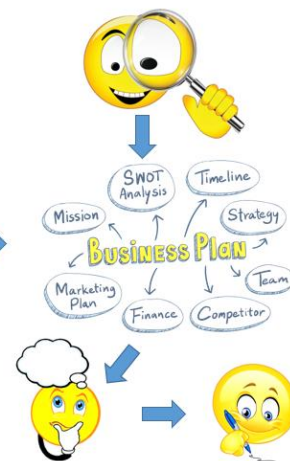 SWOT
Analysis
Timeline
Mission
Strategy
BUSINESS PLAN
Marketing
Plan
Team
Finance
Competitor